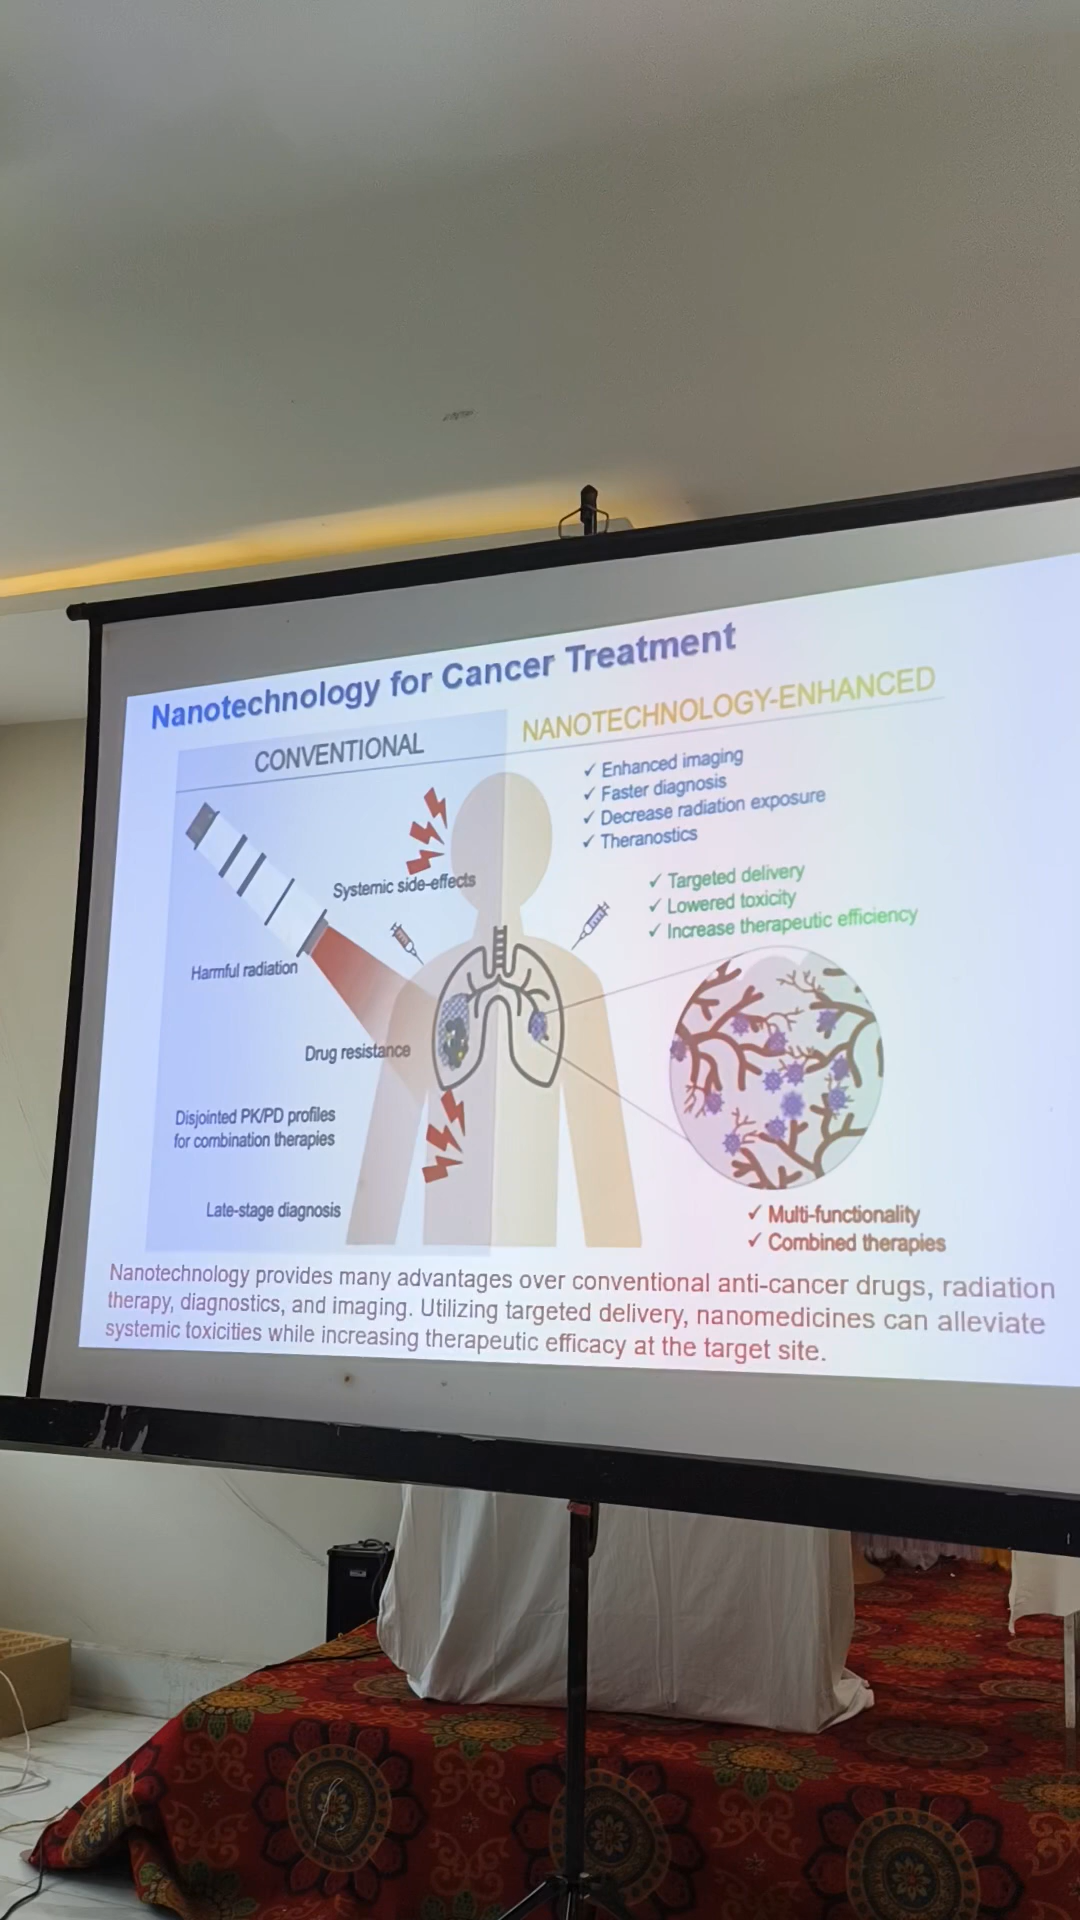 Nanotechnology for Cancer Treatment
CONVENTIONAL
NANOTECHNOLOGY-ENHANCED
✓ Enhanced imaging
✓ Faster diagnosis
✓ Decrease radiation exposure
✓ Theranostics
Systemic side-effects
✓ Targeted delivery
✓ Lowered toxicity
✓ Increase therapeutic efficiency
Harmful radiation
Drug resistance
Disjointed PK/PD profiles
for combination therapies
Late-stage diagnosis
✓ Multi-functionality
✓ Combined therapies
Nanotechnology provides many advantages over conventional anti-cancer drugs, radiation
therapy, diagnostics, and imaging. Utilizing targeted delivery, nanomedicines can alleviate
systemic toxicities while increasing therapeutic efficacy at the target site.